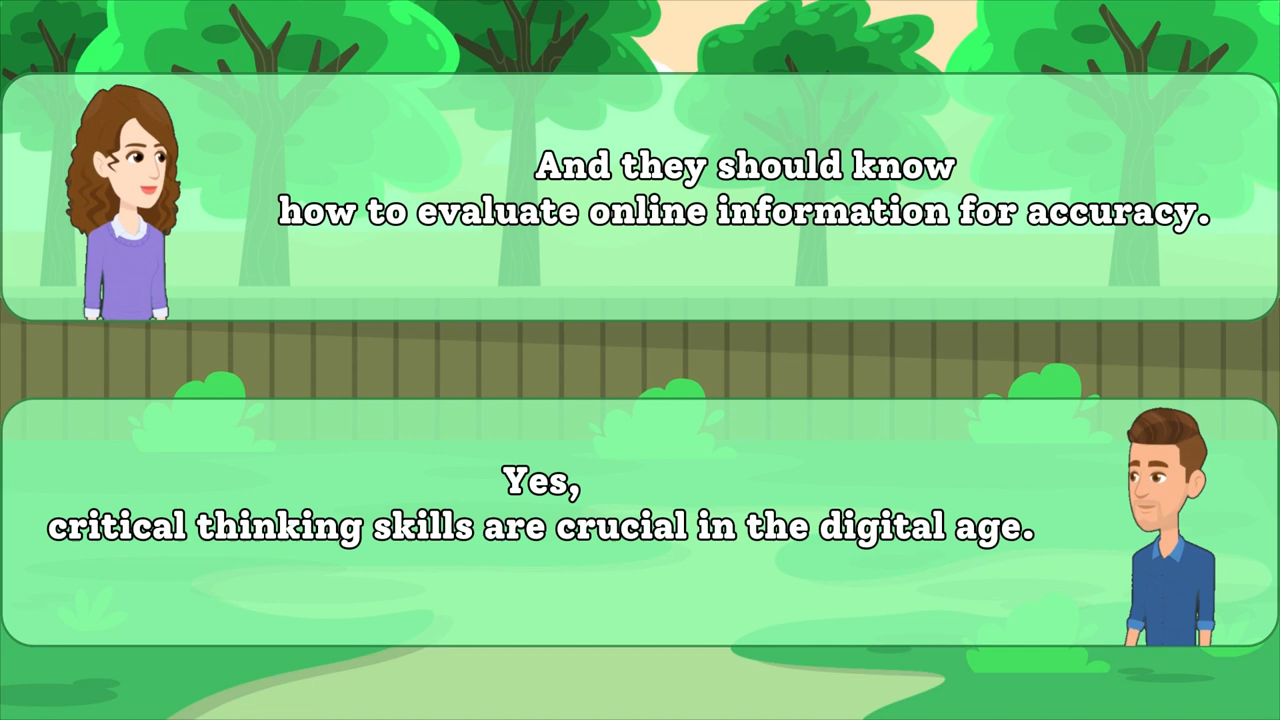 And they should know
how to evaluate online information for accuracy.
Yes,
critical thinking skills are crucial in the digital age.